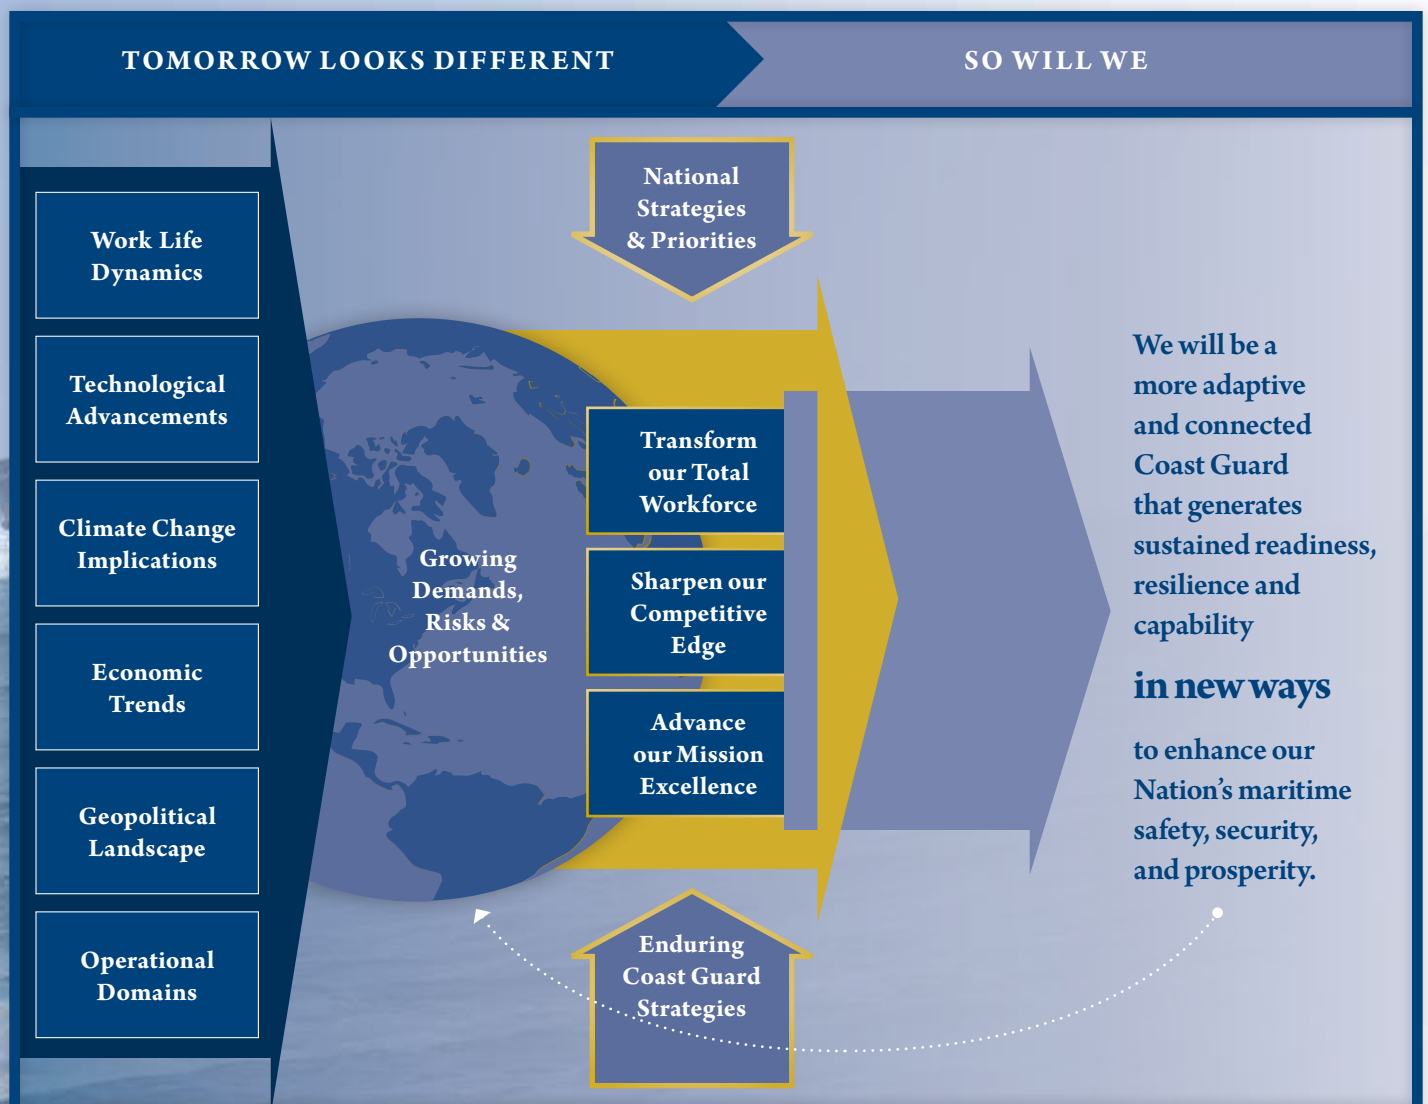 TOMORROW LOOKS DIFFERENT
SO WILL WE
Work Life
Dynamics
Technological
Advancements
Climate Change
Implications
Economic
Trends
Geopolitical
Landscape
Operational
Domains
Growing
Demands,
Risks &
Opportunities
National
Strategies
& Priorities
Transform
our Total
Workforce
Sharpen our
Competitive
Edge
Advance
our Mission
Excellence
Enduring
Coast Guard
Strategies
We will be a
more adaptive
and connected
Coast Guard
that generates
sustained readiness,
resilience and
capability
in new ways
to enhance our
Nation’s maritime
safety, security,
and prosperity.